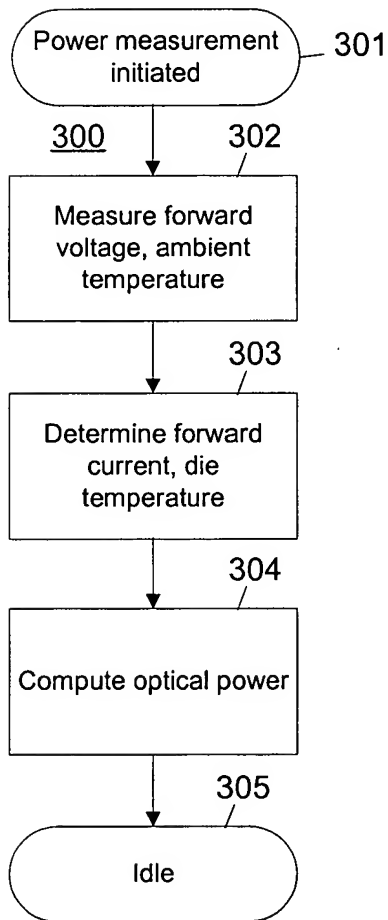 Power measurement
initiated
301
300
302
Measure forward
voltage, ambient
temperature
303
Determine forward
current, die
temperature
304
Compute optical power
305
Idle